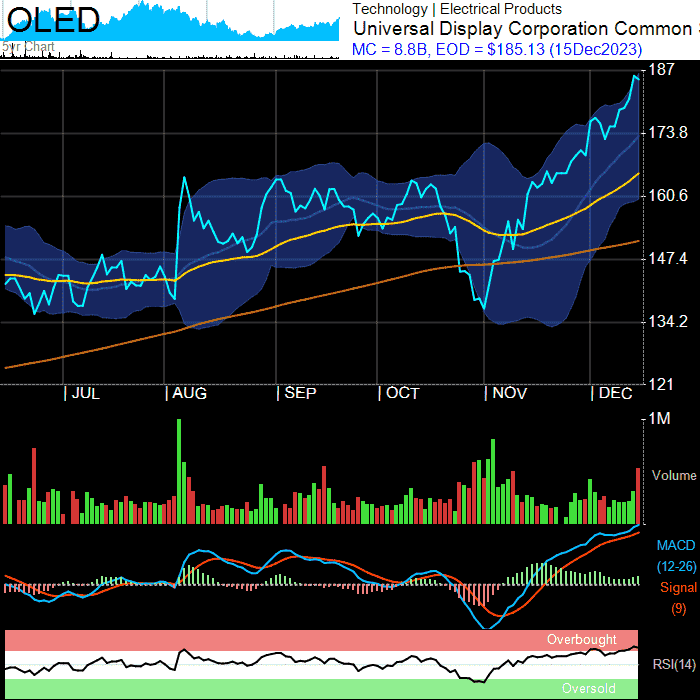 OLED
5yr Chart
Technology | Electrical Products
Universal Display Corporation Common
MC = 8.8B, EOD = $185.13 (15Dec2023)
187
173.8
160.6
147.4
134.2
121
| JUL | AUG | SEP | OCT | NOV | DEC
1M
Volume
MACD
(12-26)
Signal
(9)
Overbought
RSI(14)
Oversold